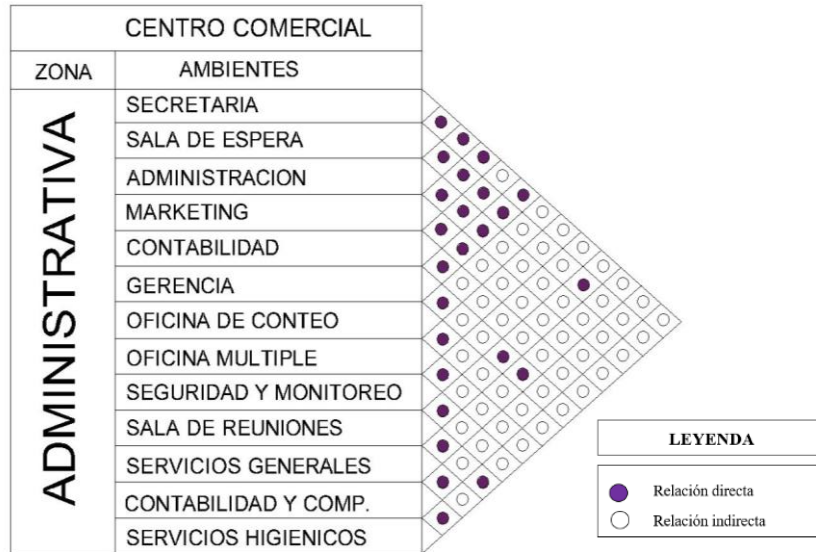 CENTRO COMERCIAL
ZONA
AMBIENTES
ADMINISTRATIVA
SECRETARIA
SALA DE ESPERA
ADMINISTRACION
MARKETING
CONTABILIDAD
GERENCIA
OFICINA DE CONTEO
OFICINA MULTIPLE
SEGURIDAD Y MONITOREO
SALA DE REUNIONES
SERVICIOS GENERALES
CONTABILIDAD Y COMP.
SERVICIOS HIGIENICOS
LEYENDA
Relación directa
Relación indirecta